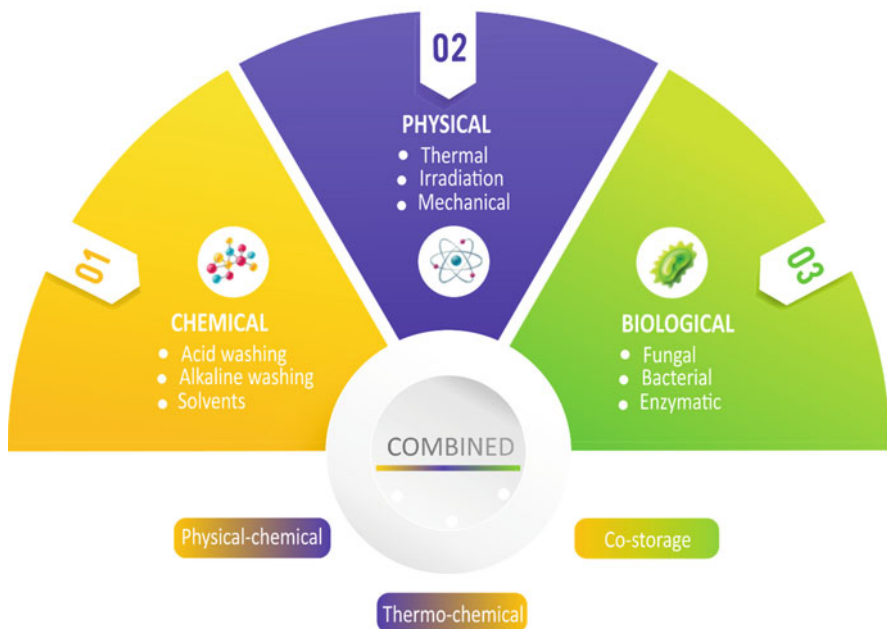 01
CHEMICAL
Acid washing
Alkaline washing
Solvents
02
PHYSICAL
Thermal
Irradiation
Mechanical
03
BIOLOGICAL
Fungal
Bacterial
Enzymatic
COMBINED
Physical-chemical
Thermo-chemical
Co-storage